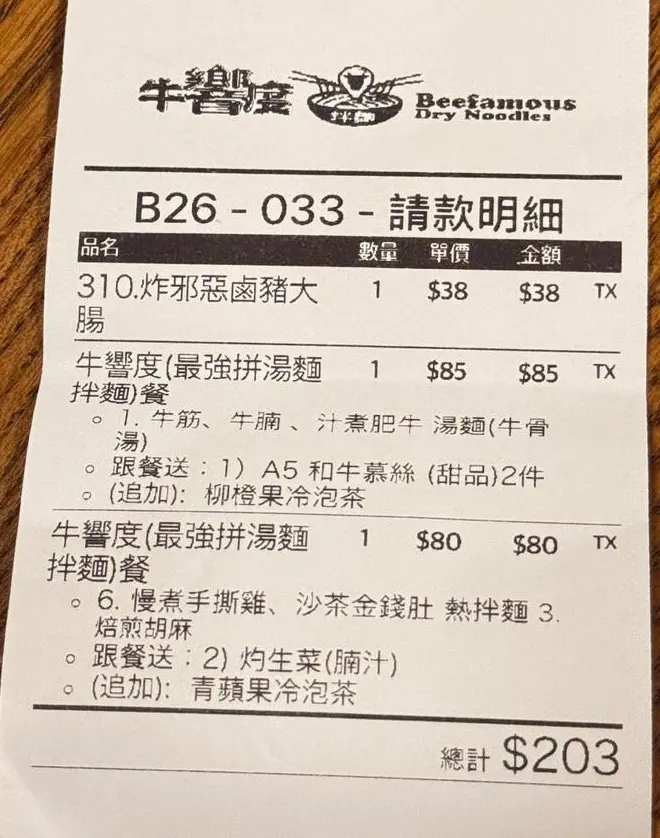 牛響度 拌麵 Beefamous
Dry Noodles
B26 - 033 - 請款明細
品名 數量 單價 金額
310.炸邪惡鹵豬大 1 $38 $38 TX
腸
牛響度(最強拼湯麵 1 $85 $85 TX
拌麵)餐
1. 牛筋、牛腩、汁煮肥牛 湯麵(牛骨
湯)
跟餐送：1) A5 和牛慕絲 (甜品)2件
(追加)： 柳橙果冷泡茶
牛響度(最強拼湯麵 1 $80 $80 TX
拌麵)餐
6. 慢煮手撕雞、沙茶金錢肚 熱拌麵 3.
焙煎胡麻
跟餐送：2) 灼生菜(腩汁)
(追加)： 青蘋果冷泡茶
總計 $203